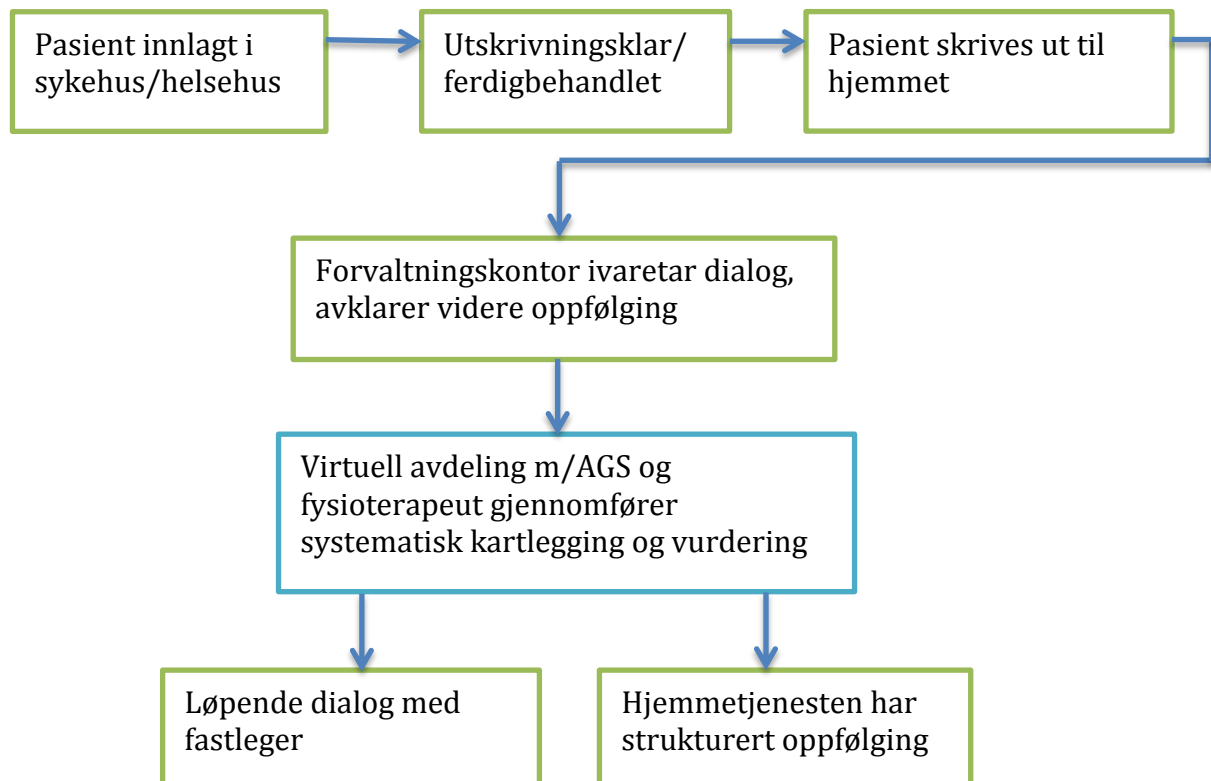 Pasient innlagt i
sykehus/helsehus
Utskrivningsklar/
ferdigbehandlet
Pasient skrives ut til
hjemmet
Forvaltningskontor ivaretar dialog,
avklarer videre oppfølging
Virtuell avdeling m/AGS og
fysioterapeut gjennomfører
systematisk kartlegging og vurdering
Løpende dialog med
fastleger
Hjemmetjenesten har
strukturert oppfølging